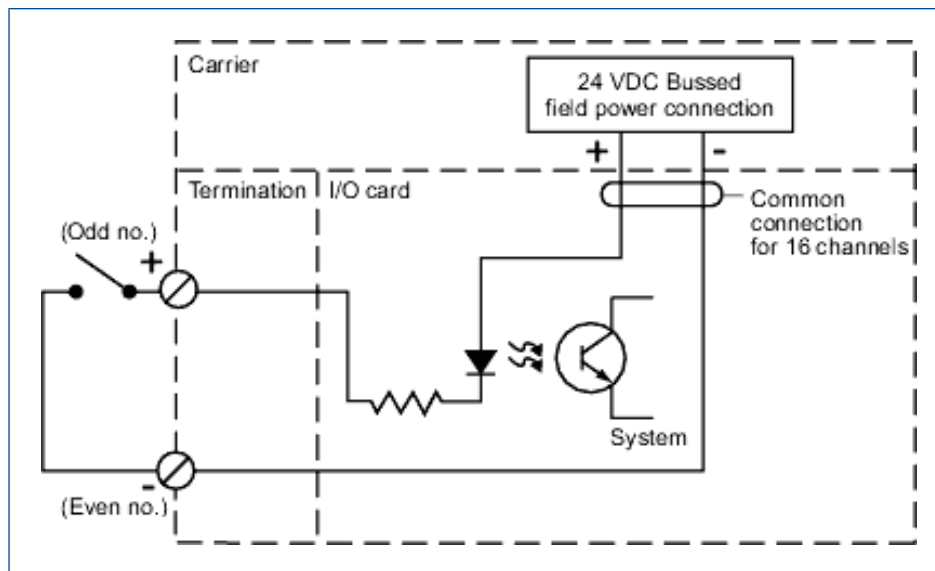 Carrier
24 VDC Bussed
field power connection
+
-
Termination
I/O card
Common
connection
for 16 channels
(Odd no.)
+
System
-
(Even no.)